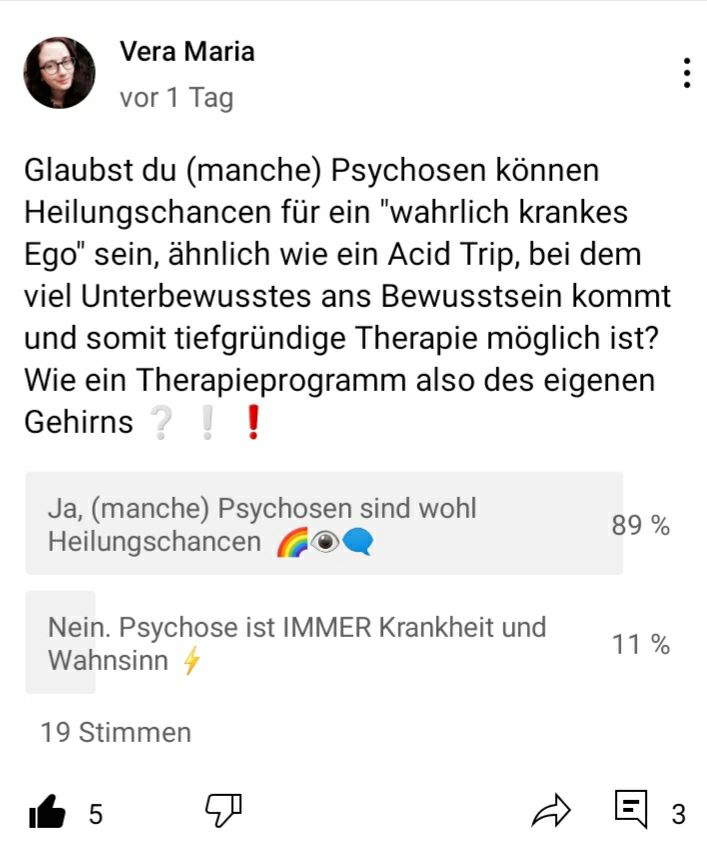 Vera Maria
vor 1 Tag
Glaubst du (manche) Psychosen können
Heilungschancen für ein "wahrlich krankes
Ego" sein, ähnlich wie ein Acid Trip, bei dem
viel Unterbewusstes ans Bewusstsein kommt
und somit tiefgründige Therapie möglich ist?
Wie ein Therapieprogramm also des eigenen
Gehirns ❔❕❗
Ja, (manche) Psychosen sind wohl
Heilungschancen 🌈👁️🗨️
89 %
Nein. Psychose ist IMMER Krankheit und
Wahnsinn ⚡
11 %
19 Stimmen
5
3